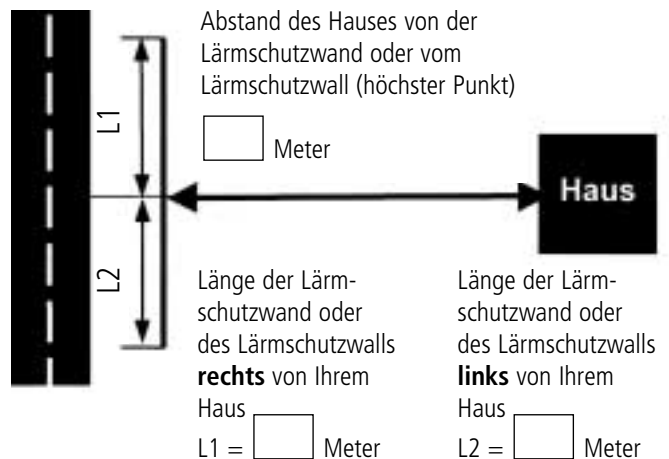 Abstand des Hauses von der
Lärmschutzwand oder vom
Lärmschutzwall (höchster Punkt)
Meter
L1
Haus
L2
Länge der Lärm-
schutzwand oder
des Lärmschutzwalls
rechts von Ihrem
Haus
L1 = Meter
Länge der Lärm-
schutzwand oder
des Lärmschutzwalls
links von Ihrem
Haus
L2 = Meter